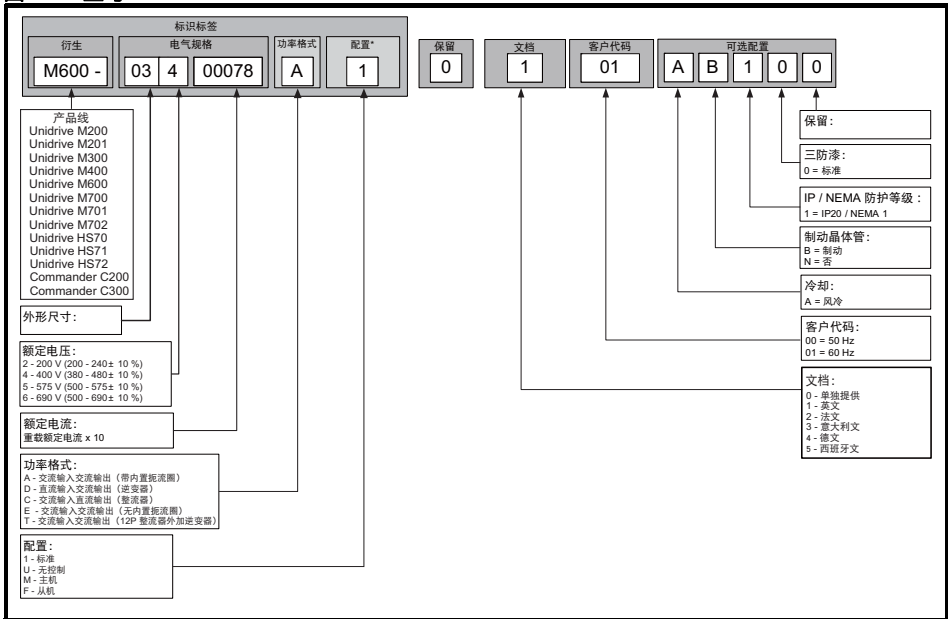 标识标签
衍生
电气规格
功率格式
配置*
保留
文档
客户代码
可选配置
M600 -
03
4
00078
A
1
0
1
01
A
B
1
0
0
产品线
Unidrive M200
Unidrive M201
Unidrive M300
Unidrive M400
Unidrive M600
Unidrive M700
Unidrive M701
Unidrive M702
Unidrive HS70
Unidrive HS71
Unidrive HS72
Commander C200
Commander C300
外形尺寸：
额定电压：
2 - 200 V (200 - 240± 10 %)
4 - 400 V (380 - 480± 10 %)
5 - 575 V (500 - 575± 10 %)
6 - 690 V (500 - 690± 10 %)
额定电流：
重载额定电流 x 10
功率格式：
A - 交流输入交流输出（带内置扼流圈）
D - 直流输入交流输出（逆变器）
C - 交流输入直流输出（整流器）
E - 交流输入交流输出（无内置扼流圈）
T - 交流输入交流输出（12P 整流器外加逆变器）
配置：
1 - 标准
U - 无控制
M - 主机
F - 从机
保留：
三防漆：
0 = 标准
IP / NEMA 防护等级：
1 = IP20 / NEMA 1
制动晶体管：
B = 制动
N = 否
冷却：
A = 风冷
客户代码：
00 = 50 Hz
01 = 60 Hz
文档：
0 - 单独提供
1 - 英文
2 - 法文
3 - 意大利文
4 - 德文
5 - 西班牙文